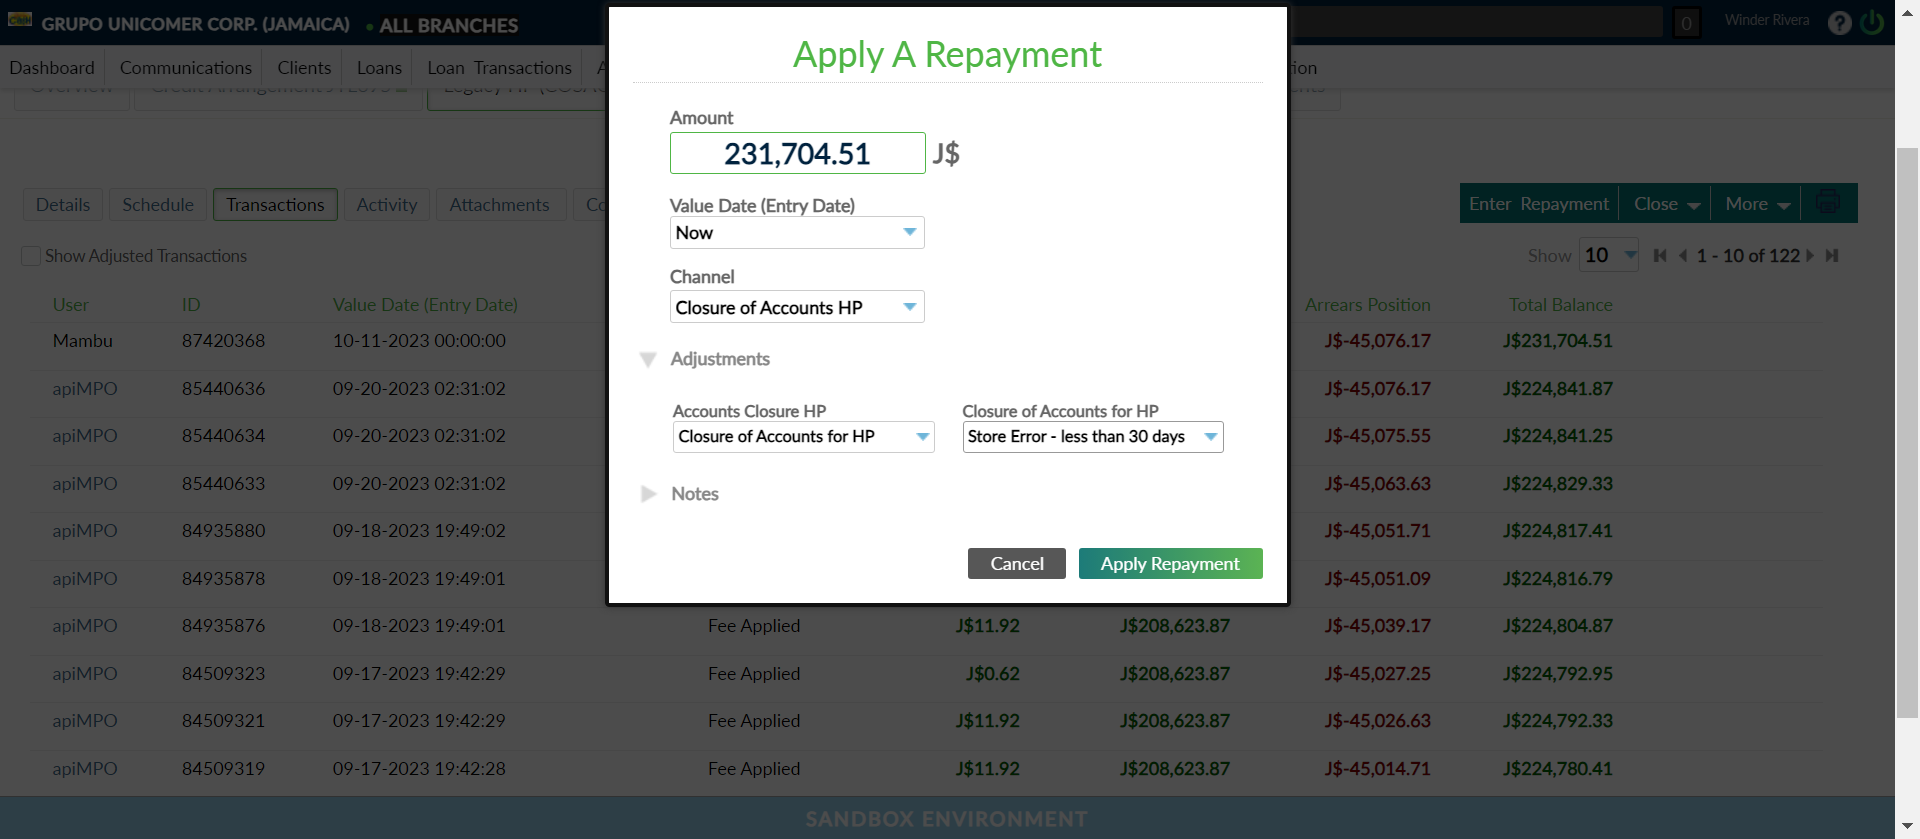 GRUPO UNICOMER CORP. (JAMAICA) • ALL BRANCHES
0 Winder Rivera ?
Dashboard Communications Clients Loans Loan Transactions
Apply A Repayment
Amount
231,704.51 J$
Value Date (Entry Date)
Now
Channel
Closure of Accounts HP
Adjustments
Accounts Closure HP Closure of Accounts for HP
Closure of Accounts for HP Store Error - less than 30 days
Notes
Cancel Apply Repayment
Details Schedule Transactions Activity Attachments
Enter Repayment Close More
Show Adjusted Transactions
Show 10 1 - 10 of 122
User ID Value Date (Entry Date) Arrears Position Total Balance
Mambu 87420368 10-11-2023 00:00:00 J$-45,076.17 J$231,704.51
apiMPO 85440636 09-20-2023 02:31:02 J$-45,076.17 J$224,841.87
apiMPO 85440634 09-20-2023 02:31:02 J$-45,075.55 J$224,841.25
apiMPO 85440633 09-20-2023 02:31:02 J$-45,063.63 J$224,829.33
apiMPO 84935880 09-18-2023 19:49:02 J$-45,051.71 J$224,817.41
apiMPO 84935878 09-18-2023 19:49:01 J$-45,051.09 J$224,816.79
apiMPO 84935876 09-18-2023 19:49:01 Fee Applied J$11.92 J$208,623.87 J$-45,039.17 J$224,804.87
apiMPO 84509323 09-17-2023 19:42:29 Fee Applied J$0.62 J$208,623.87 J$-45,027.25 J$224,792.95
apiMPO 84509321 09-17-2023 19:42:29 Fee Applied J$11.92 J$208,623.87 J$-45,026.63 J$224,792.33
apiMPO 84509319 09-17-2023 19:42:28 Fee Applied J$11.92 J$208,623.87 J$-45,014.71 J$224,780.41
SANDBOX ENVIRONMENT